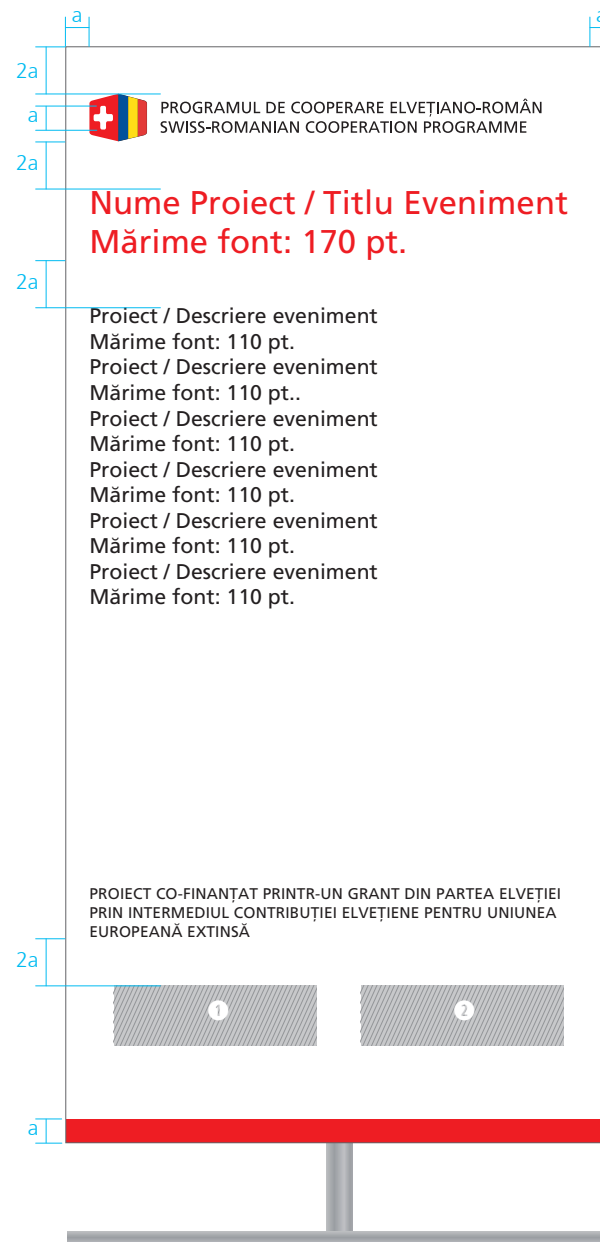 a
a
2a
a
PROGRAMUL DE COOPERARE ELVEȚIANO-ROMÂN
SWISS-ROMANIAN COOPERATION PROGRAMME
2a
Nume Proiect / Titlu Eveniment
Mărime font: 170 pt.
2a
Proiect / Descriere eveniment
Mărime font: 110 pt.
Proiect / Descriere eveniment
Mărime font: 110 pt..
Proiect / Descriere eveniment
Mărime font: 110 pt.
Proiect / Descriere eveniment
Mărime font: 110 pt.
Proiect / Descriere eveniment
Mărime font: 110 pt.
Proiect / Descriere eveniment
Mărime font: 110 pt.
PROIECT CO-FINANȚAT PRINTR-UN GRANT DIN PARTEA ELVEȚIEI
PRIN INTERMEDIUL CONTRIBUȚIEI ELVEȚIENE PENTRU UNIUNEA
EUROPEANĂ EXTINSĂ
2a
1
2
a